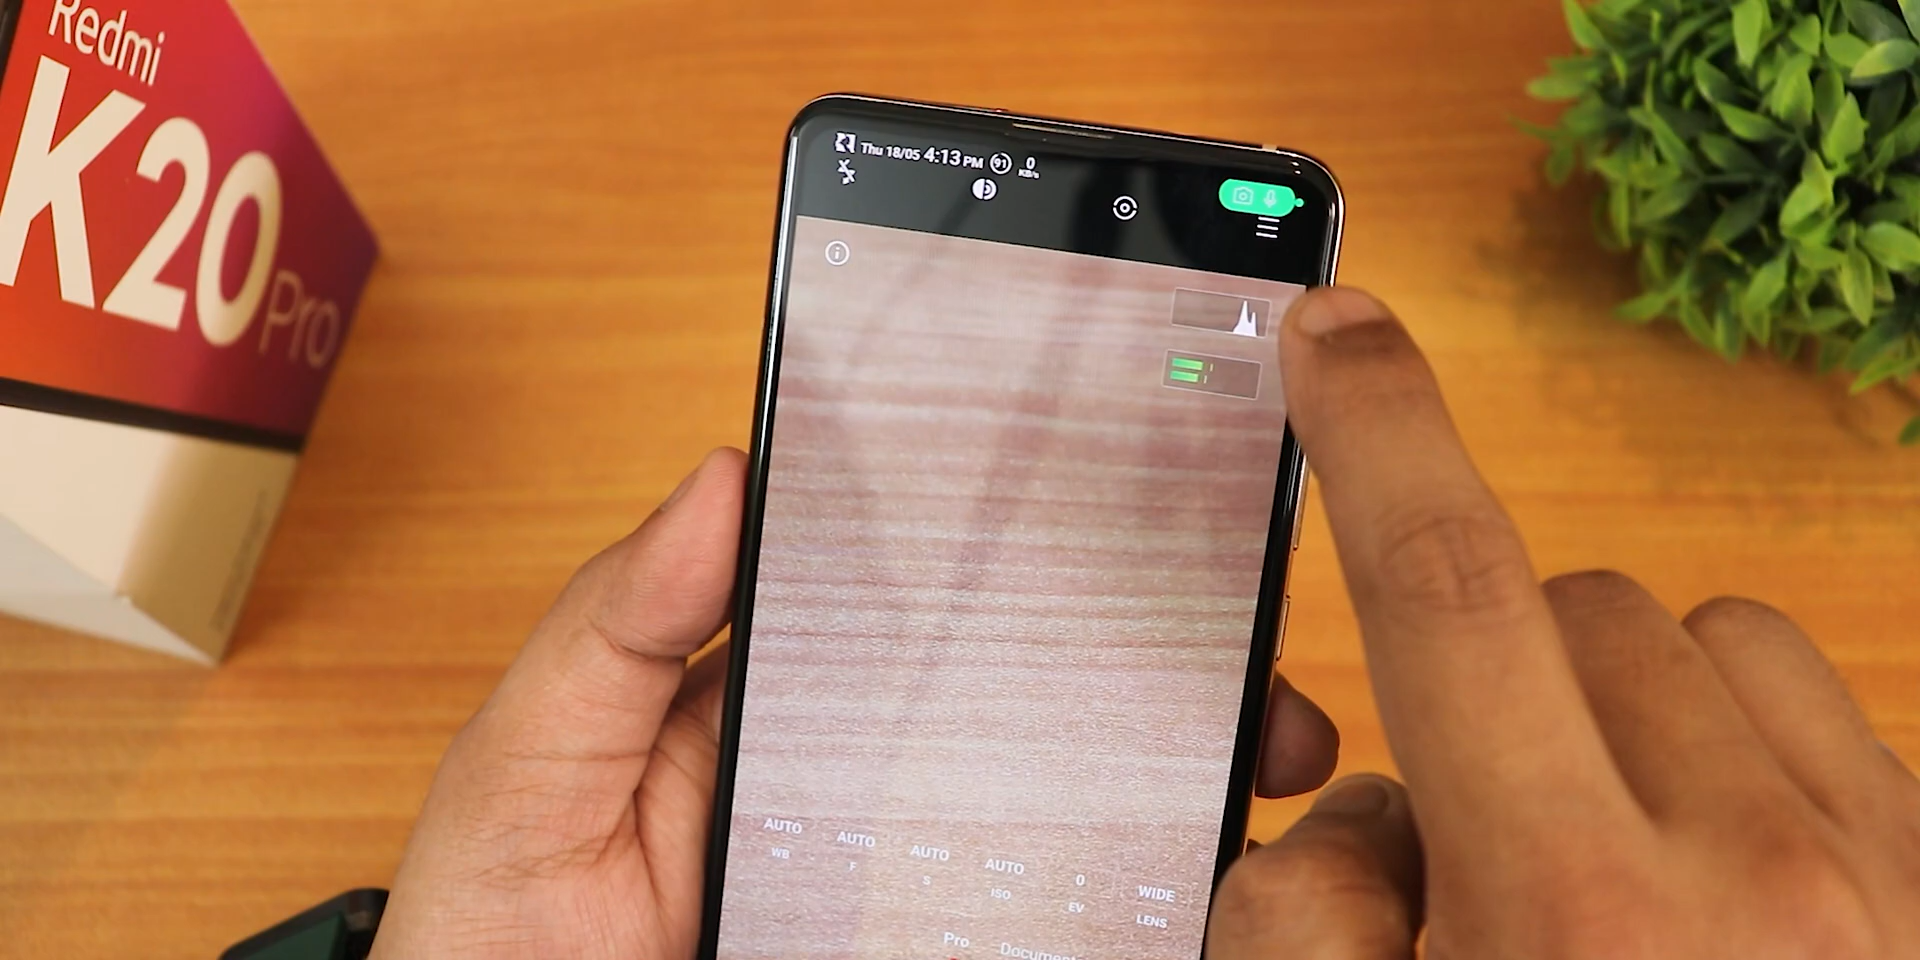 Redmi
K20 Pro
Thu 18/05 4:13 PM 91 0 KB/s
AUTO AUTO AUTO AUTO 0 WIDE
WB F S ISO EV LENS
Pro Document